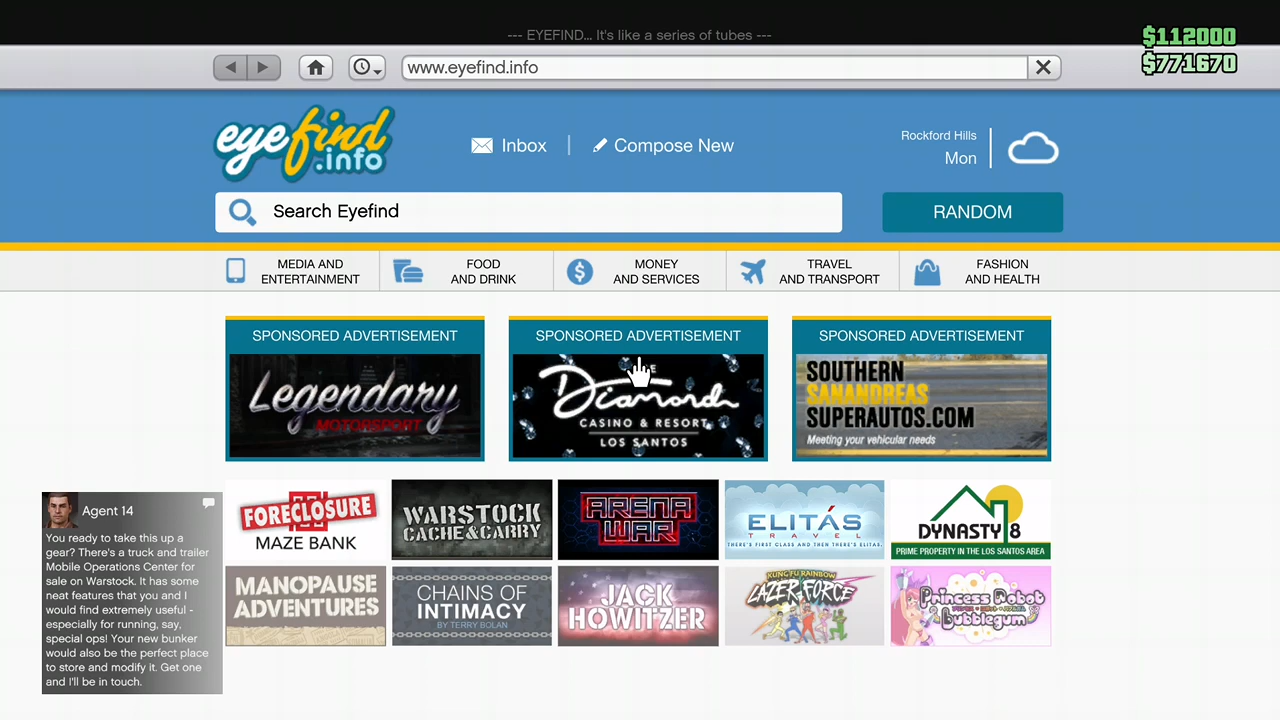 --- EYEFIND... It's like a series of tubes ---
$112000
$771670
www.eyefind.info
eyefind
.info
Inbox
Compose New
Rockford Hills
Mon
Search Eyefind
RANDOM
MEDIA AND
ENTERTAINMENT
FOOD
AND DRINK
MONEY
AND SERVICES
TRAVEL
AND TRANSPORT
FASHION
AND HEALTH
SPONSORED ADVERTISEMENT
Legendary
MOTORSPORT
SPONSORED ADVERTISEMENT
Diamond
CASINO & RESORT
LOS SANTOS
SPONSORED ADVERTISEMENT
SOUTHERN
SANANDREAS
SUPERAUTOS.COM
Meeting your vehicular needs
FORECLOSURE
MAZE BANK
WARSTOCK
CACHE & CARRY
ARENA
WAR
ELITÁS
TRAVEL
THERE'S FIRST CLASS AND THEN THERE'S ELITAS.
DYNASTY 8
PRIME PROPERTY IN THE LOS SANTOS AREA
MANOPAUSE
ADVENTURES
CHAINS OF
INTIMACY
BY TERRY BOLAN
JACK
HOWITZER
KUNG FU RAINBOW
LAZER FORCE
Princess Robot
Bubblegum
Agent 14
You ready to take this up a
gear? There's a truck and trailer
Mobile Operations Center for
sale on Warstock. It has some
neat features that you and I
would find extremely useful -
especially for running, say,
special ops! Your new bunker
would also be the perfect place
to store and modify it. Get one
and I'll be in touch.